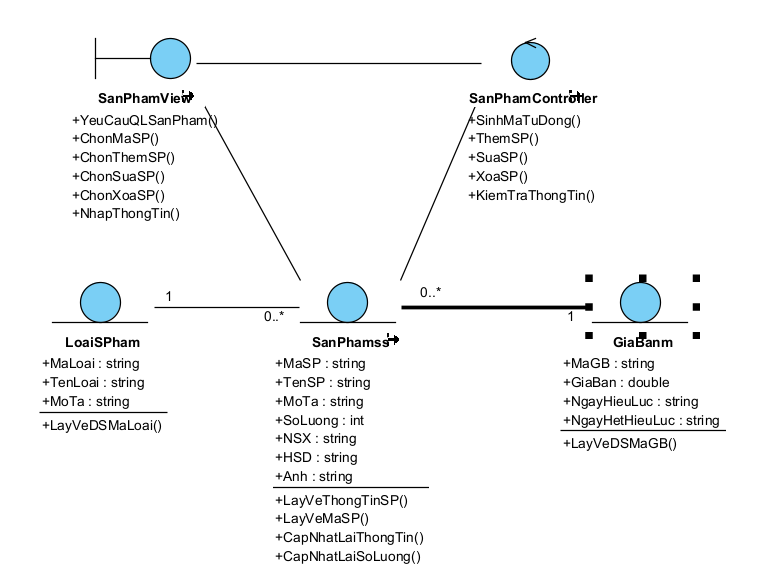 SanPhamView
+YeuCauQLSanPham()
+ChonMaSP()
+ChonThemSP()
+ChonSuaSP()
+ChonXoaSP()
+NhapThongTin()
SanPhamController
+SinhMaTuDong()
+ThemSP()
+SuaSP()
+XoaSP()
+KiemTraThongTin()
1
0..*
0..*
1
LoaiSPham
+MaLoai : string
+TenLoai : string
+MoTa : string
+LayVeDSMaLoai()
SanPhamss
+MaSP : string
+TenSP : string
+MoTa : string
+SoLuong : int
+NSX : string
+HSD : string
+Anh : string
+LayVeThongTinSP()
+LayVeMaSP()
+CapNhatLaiThongTin()
+CapNhatLaiSoLuong()
GiaBanm
+MaGB : string
+GiaBan : double
+NgayHieuLuc : string
+NgayHetHieuLuc : string
+LayVeDSMaGB()